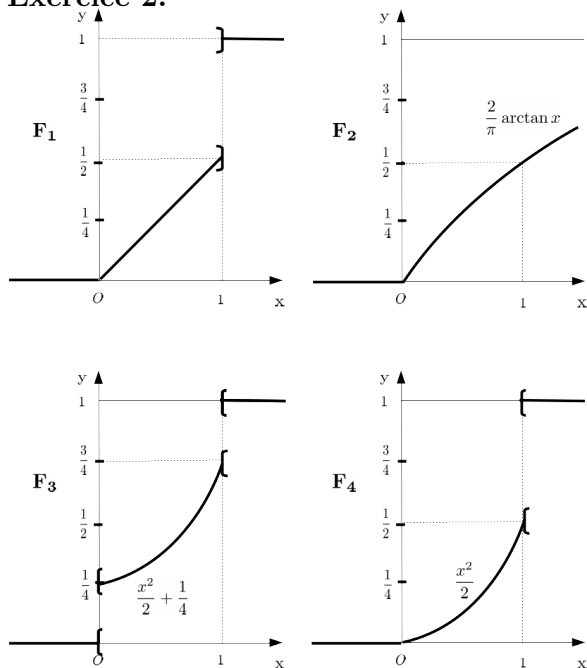 Exercice 2:
y
1
3/4
F₁
1/2
1/4
O
1
x
y
1
3/4
2/π arctan x
F₂
1/2
1/4
O
1
x
y
1
3/4
F₃
1/2
1/4
x²/2 + 1/4
O
1
x
y
1
3/4
F₄
1/2
1/4
x²/2
O
1
x